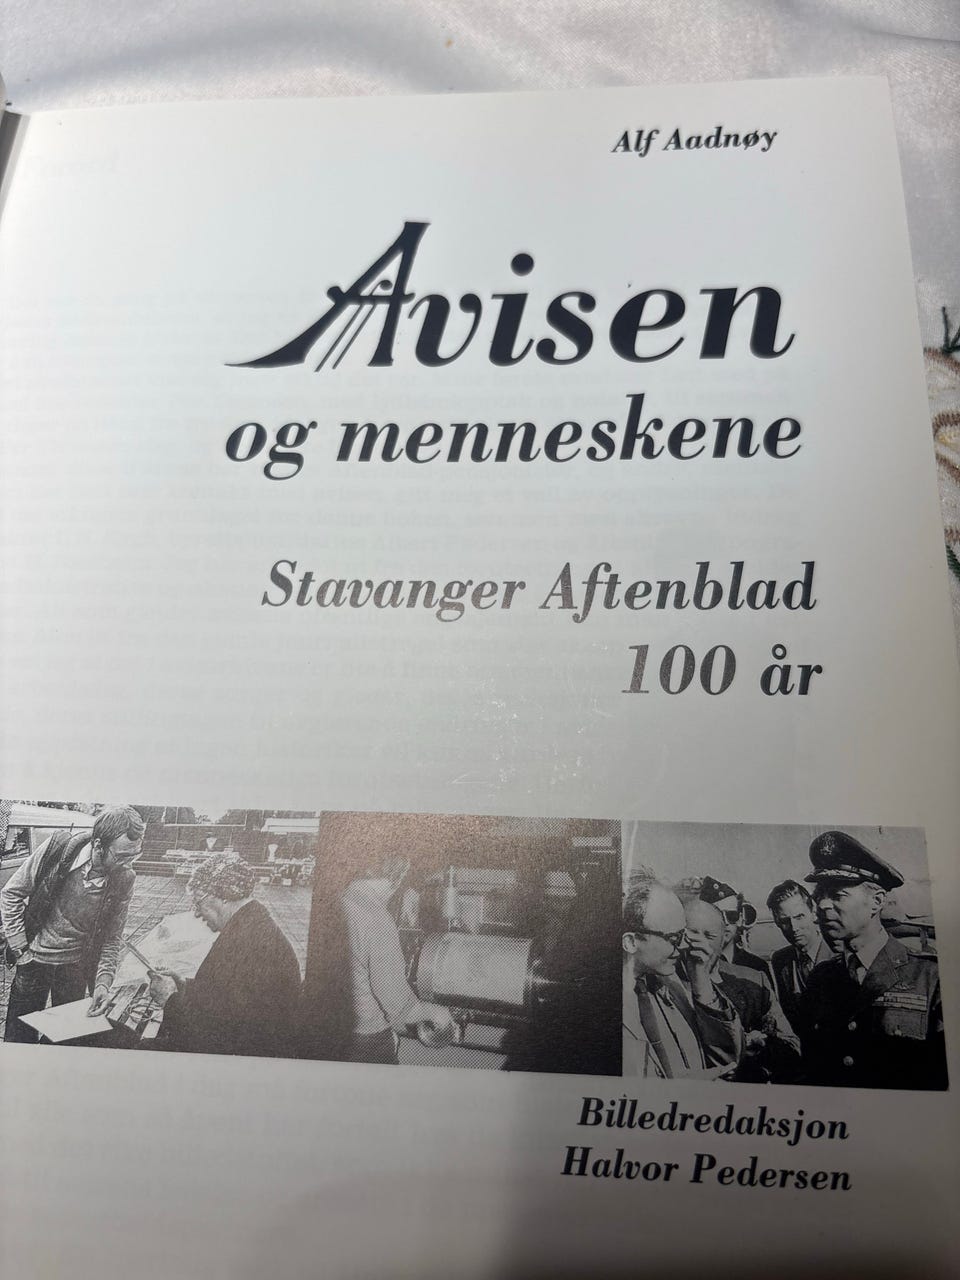 Alf Aadnøy
Avisen
og menneskene
Stavanger Aftenblad
100 år
Billedredaksjon
Halvor Pedersen